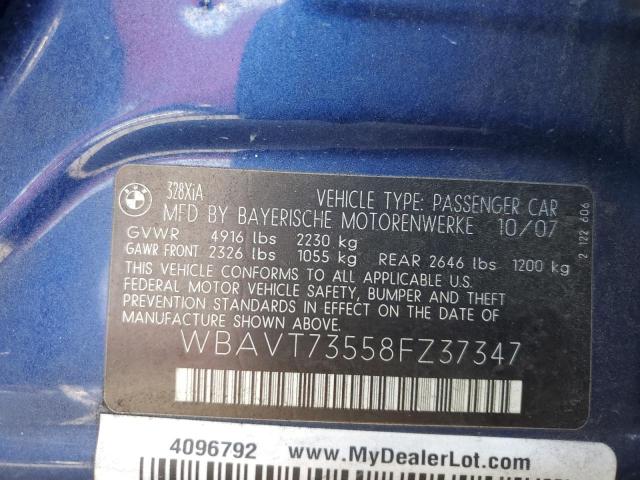 BMW
328XiA
VEHICLE TYPE: PASSENGER CAR
MFD BY BAYERISCHE MOTORENWERKE 10/07
GVWR 4916 lbs 2230 kg
GAWR FRONT 2326 lbs 1055 kg REAR 2646 lbs 1200 kg
THIS VEHICLE CONFORMS TO ALL APPLICABLE U.S.
FEDERAL MOTOR VEHICLE SAFETY, BUMPER AND THEFT
PREVENTION STANDARDS IN EFFECT ON THE DATE OF
MANUFACTURE SHOWN ABOVE.
WBAVT73558FZ37347
2 122 606
4096792 www.MyDealerLot.com